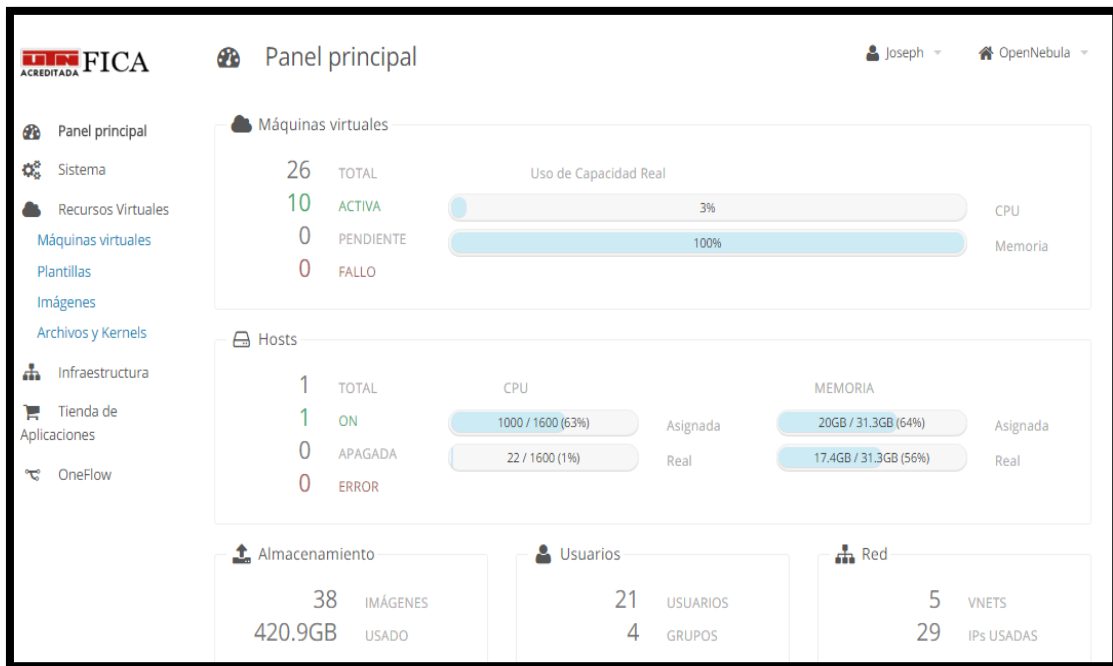 UTN FICA
ACREDITADA
Panel principal
Joseph
OpenNebula
Panel principal
Sistema
Recursos Virtuales
Máquinas virtuales
Plantillas
Imágenes
Archivos y Kernels
Infraestructura
Tienda de
Aplicaciones
OneFlow
Máquinas virtuales
26 TOTAL
10 ACTIVA
0 PENDIENTE
0 FALLO
Uso de Capacidad Real
3% CPU
100% Memoria
Hosts
1 TOTAL
1 ON
0 APAGADA
0 ERROR
CPU
1000 / 1600 (63%) Asignada
22 / 1600 (1%) Real
MEMORIA
20GB / 31.3GB (64%) Asignada
17.4GB / 31.3GB (56%) Real
Almacenamiento
38 IMÁGENES
420.9GB USADO
Usuarios
21 USUARIOS
4 GRUPOS
Red
5 VNETS
29 IPs USADAS